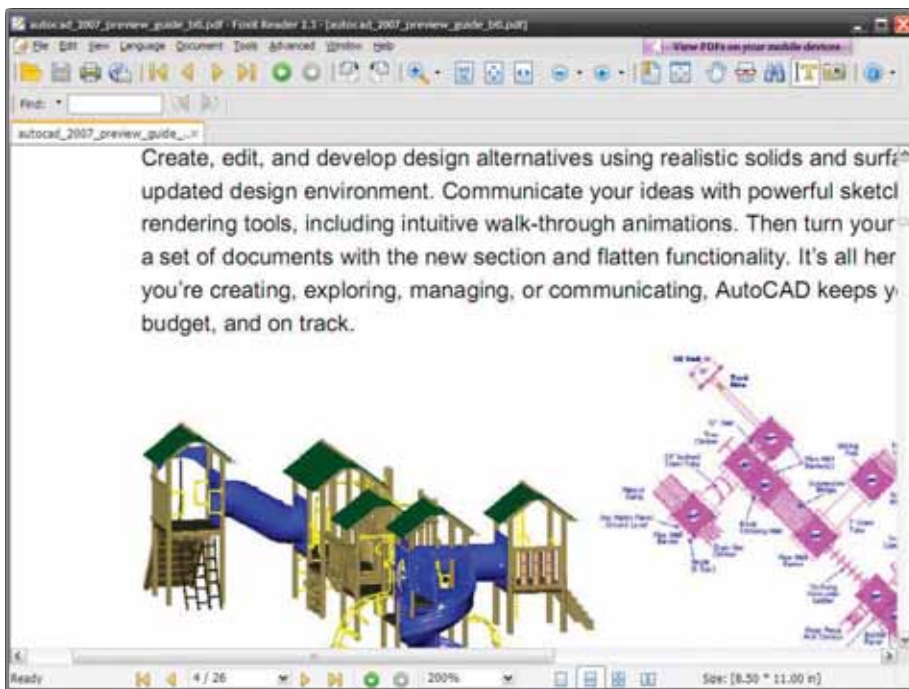 autocad_2007_preview_guide_bt0.pdf - Foxit Reader 2.3 - [autocad_2007_preview_guide_bt0.pdf]
File Edit View Language Document Tools Advanced Window Help
View PDFs on your mobile devices
Find:
autocad_2007_preview_guide_...
Create, edit, and develop design alternatives using realistic solids and surfa
updated design environment. Communicate your ideas with powerful sketcl
rendering tools, including intuitive walk-through animations. Then turn your
a set of documents with the new section and flatten functionality. It's all her
you're creating, exploring, managing, or communicating, AutoCAD keeps y
budget, and on track.
Ready 4 / 26 200% Size: [8.50 * 11.00 in]